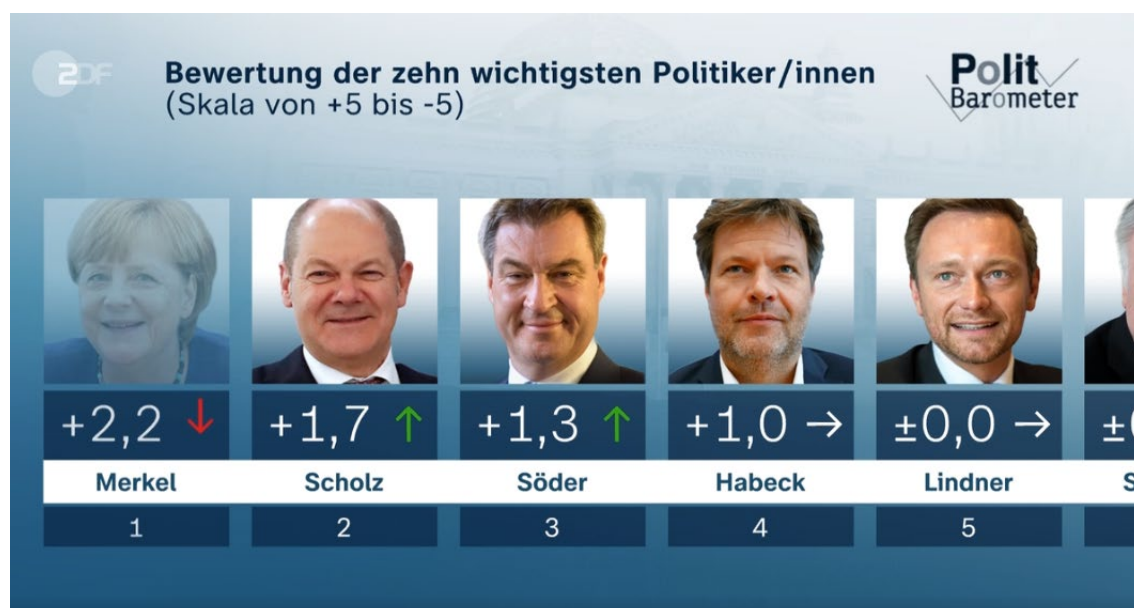 ZDF
Bewertung der zehn wichtigsten Politiker/innen
(Skala von +5 bis -5)
Polit
Barometer
+2,2 ↓ +1,7 ↑ +1,3 ↑ +1,0 → ±0,0 → ±
Merkel Scholz Söder Habeck Lindner S
1 2 3 4 5